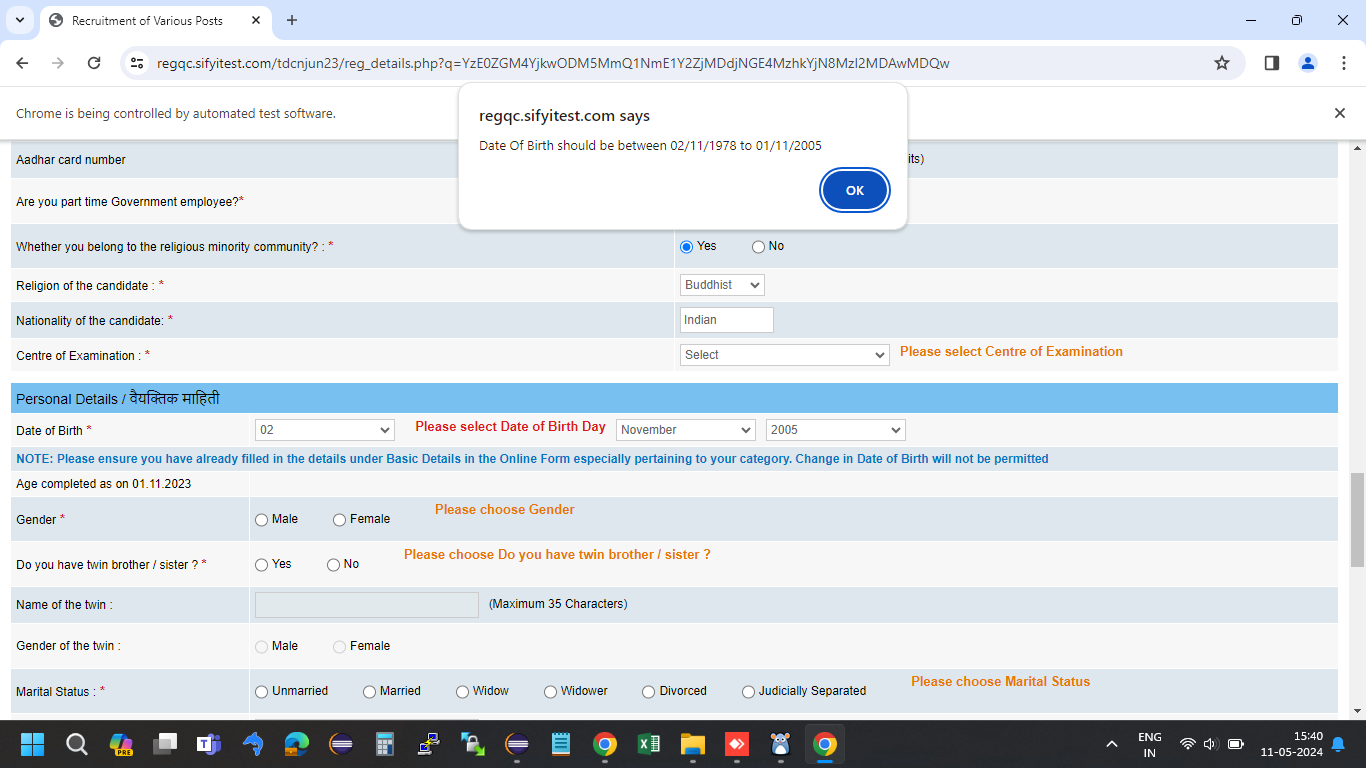 Recruitment of Various Posts
regqc.sifyitest.com/tdcnjun23/reg_details.php?q=YzE0ZGM4YjkwODM5MmQ1NmE1Y2ZjMDdjNGE4MzhkYjN8MzI2MDAwMDQw
Chrome is being controlled by automated test software.
regqc.sifyitest.com says
Date Of Birth should be between 02/11/1978 to 01/11/2005
OK
Aadhar card number
its)
Are you part time Government employee?*
Whether you belong to the religious minority community? : * Yes No
Religion of the candidate : * Buddhist
Nationality of the candidate: * Indian
Centre of Examination : * Select Please select Centre of Examination
Personal Details / वैयक्तिक माहिती
Date of Birth * 02 Please select Date of Birth Day November 2005
NOTE: Please ensure you have already filled in the details under Basic Details in the Online Form especially pertaining to your category. Change in Date of Birth will not be permitted
Age completed as on 01.11.2023
Gender * Male Female Please choose Gender
Do you have twin brother / sister ? * Yes No Please choose Do you have twin brother / sister ?
Name of the twin : (Maximum 35 Characters)
Gender of the twin : Male Female
Marital Status : * Unmarried Married Widow Widower Divorced Judicially Separated Please choose Marital Status
PRE
ENG
IN
15:40
11-05-2024